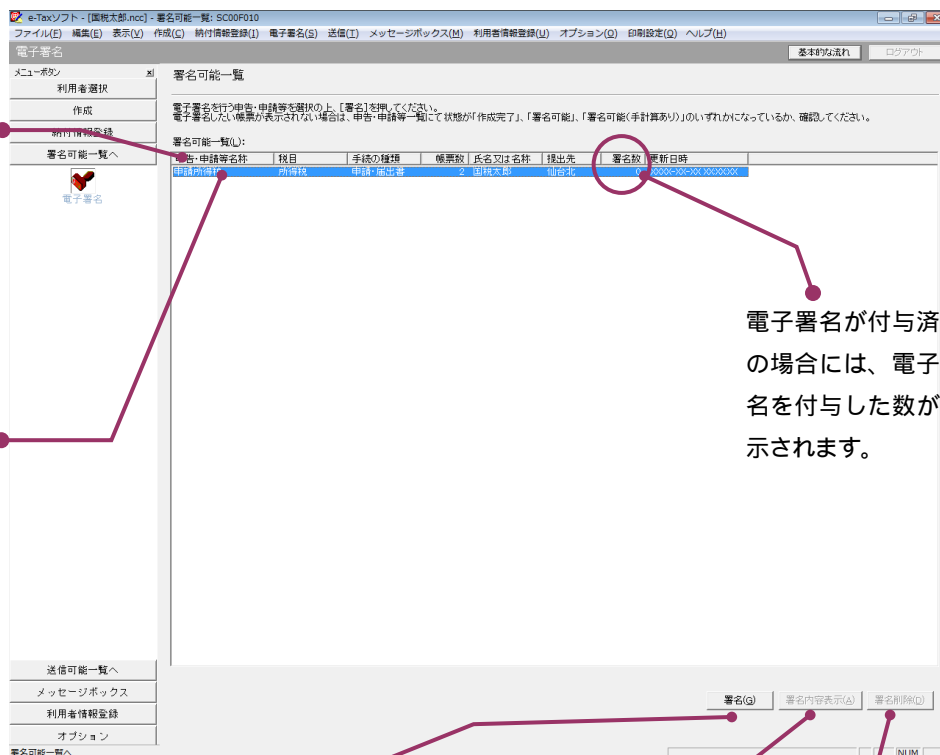 e-Taxソフト - [国税太郎.ncc] - 署名可能一覧: SC00F010
ファイル(F) 編集(E) 表示(V) 作成(C) 納付情報登録(I) 電子署名(S) 送信(T) メッセージボックス(M) 利用者情報登録(U) オプション(O) 印刷設定(Q) ヘルプ(H)
電子署名
基本的な流れ
ログアウト
メニューボタン
利用者選択
作成
納付情報登録
署名可能一覧へ
電子署名
署名可能一覧
電子署名を行う申告・申請等を選択の上、[署名]を押してください。
電子署名したい帳票が表示されない場合は、申告・申請等一覧にて状態が「作成完了」、「署名可能」、「署名可能(手計算あり)」のいずれかになっているか、確認してください。
署名可能一覧(L):
申告・申請等名称 税目 手続の種類 帳票数 氏名又は名称 提出先 署名数 更新日時
申請所得税 所得税 申請・届出書 2 国税太郎 仙台北 0 XXXX-XX-XX XXXXXX
電子署名が付与済
の場合には、電子
名を付与した数が
示されます。
送信可能一覧へ
メッセージボックス
利用者情報登録
オプション
署名(G)
署名内容表示(A)
署名削除(D)
署名可能一覧へ
NUM